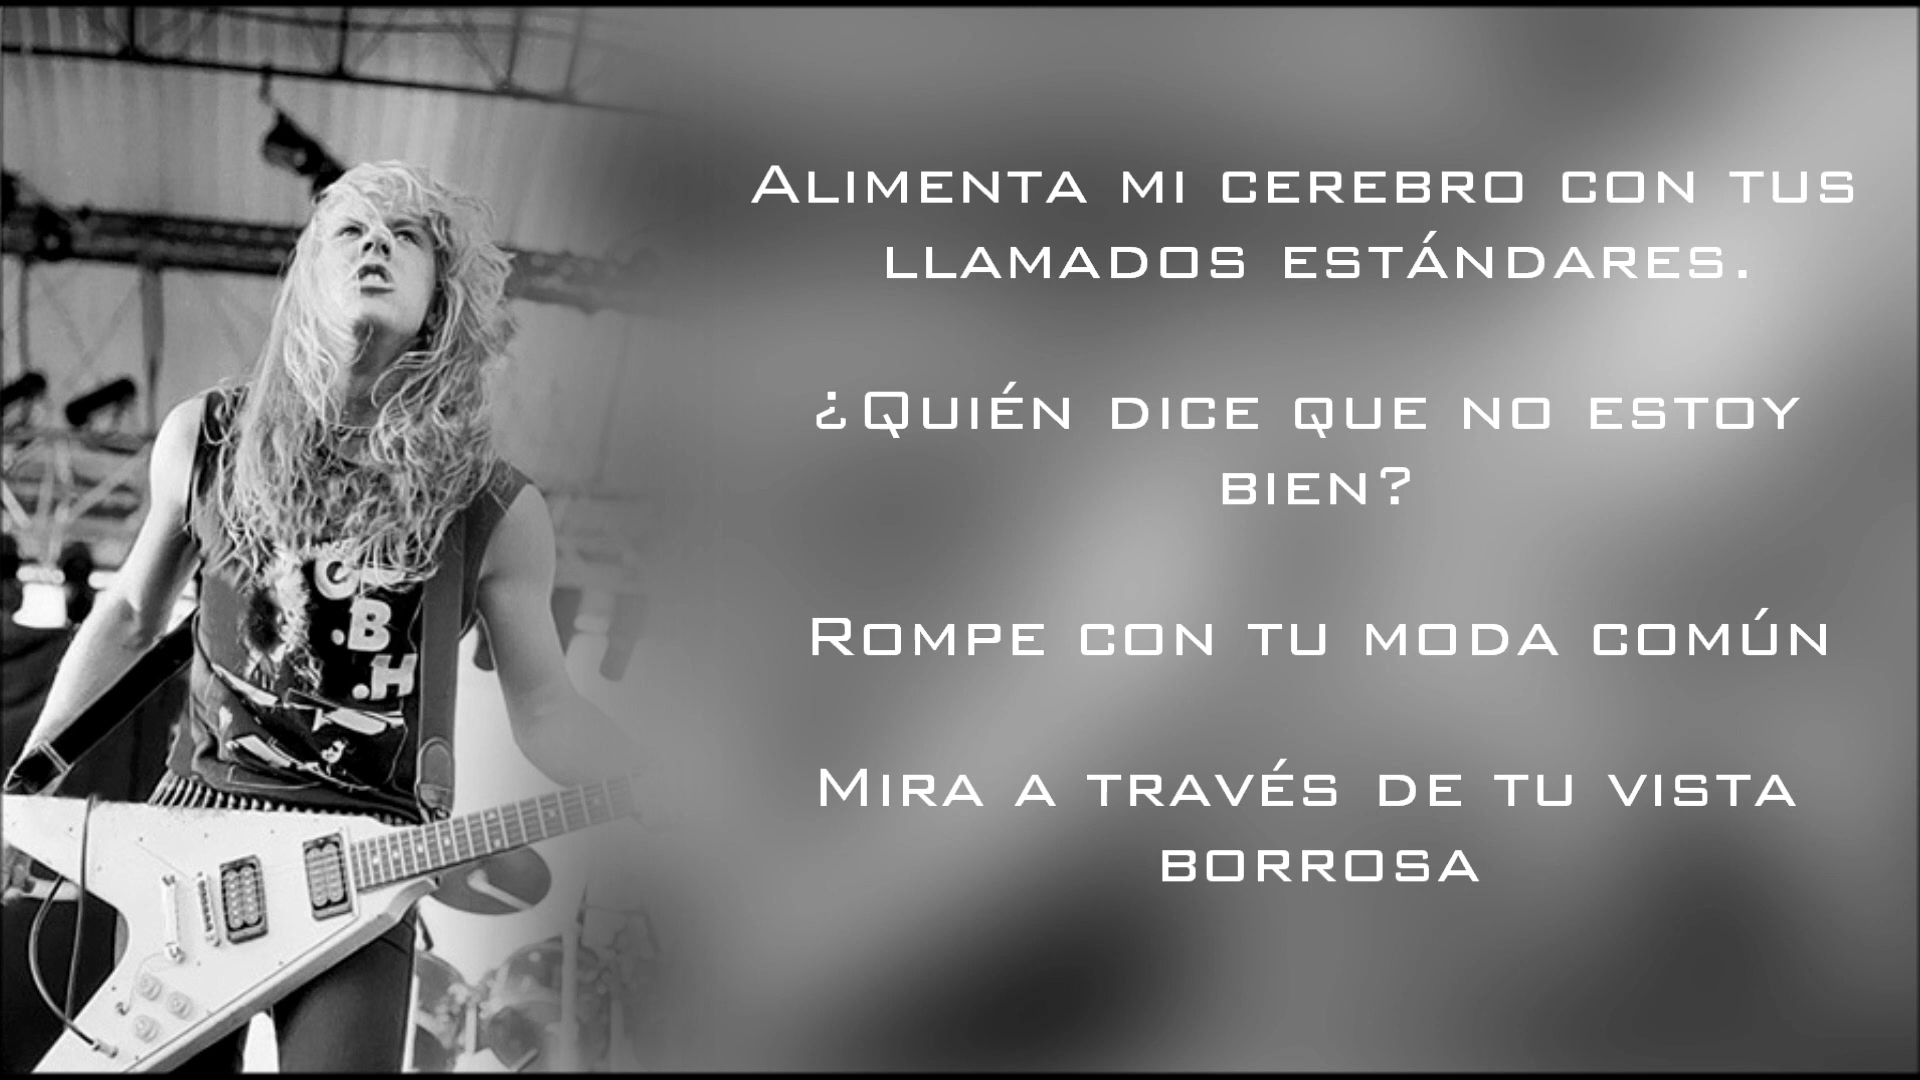 Alimenta mi cerebro con tus
llamados estándares.
¿Quién dice que no estoy
bien?
Rompe con tu moda común
Mira a través de tu vista
borrosa
G
.B
.H